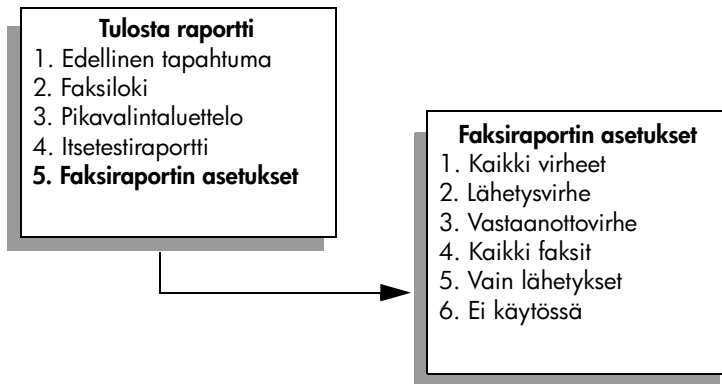 Tulosta raportti
1. Edellinen tapahtuma
2. Faksiloki
3. Pikavalintaluettelo
4. Itsetestiraportti
5. Faksiraportin asetukset
Faksiraportin asetukset
1. Kaikki virheet
2. Lähetysvirhe
3. Vastaanottovirhe
4. Kaikki faksit
5. Vain lähetykset
6. Ei käytössä